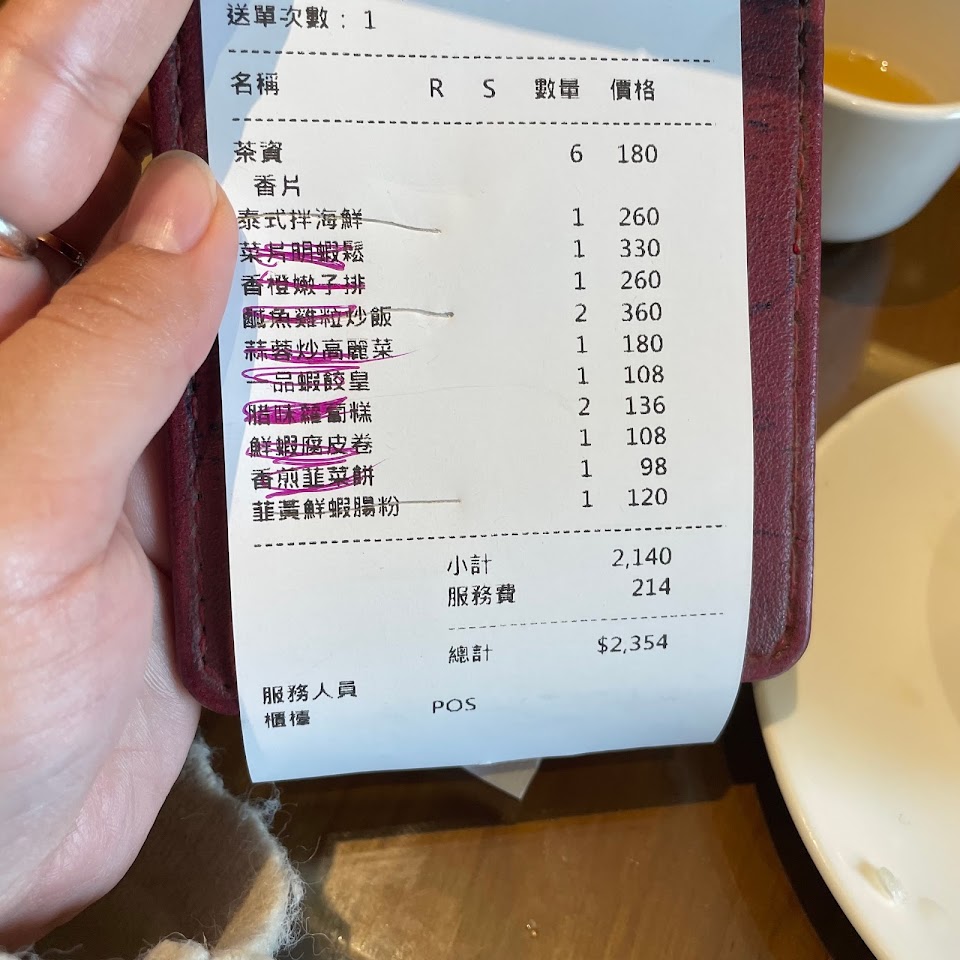 送單次數：1
名稱 R S 數量 價格
茶資 6 180
香片
泰式拌海鮮 1 260
菜片明蝦鬆 1 330
香橙嫩子排 1 260
鹹魚雞粒炒飯 2 360
蒜蓉炒高麗菜 1 180
一品蝦餃皇 1 108
腊味蘿蔔糕 2 136
鮮蝦腐皮卷 1 108
香煎韮菜餅 1 98
韮黃鮮蝦腸粉 1 120
小計 2,140
服務費 214
總計 $2,354
服務人員
櫃檯 POS